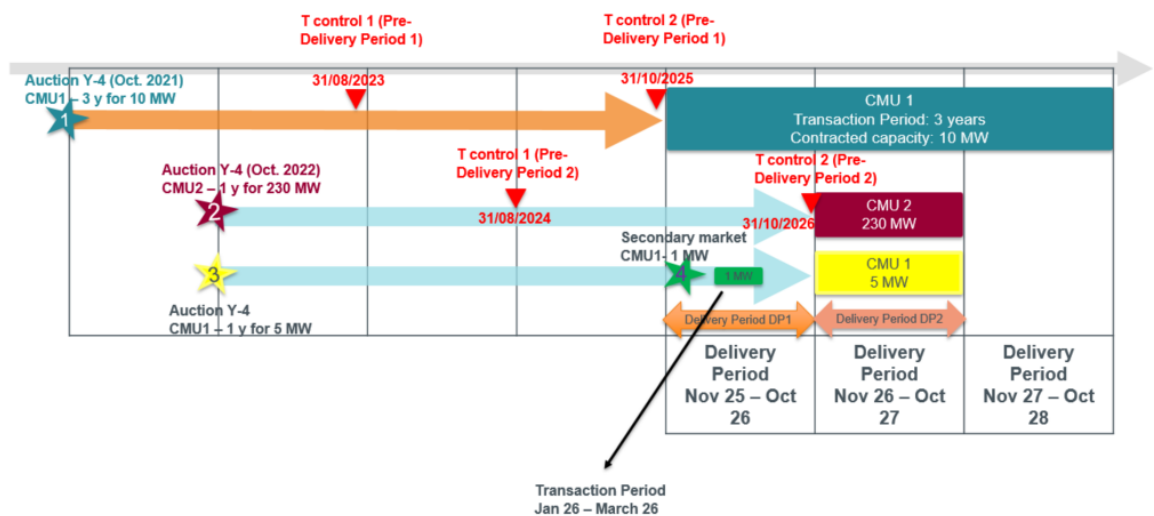 T control 1 (Pre-
Delivery Period 1)
T control 2 (Pre-
Delivery Period 1)
Auction Y-4 (Oct. 2021)
CMU1 – 3 y for 10 MW
31/08/2023
31/10/2025
1
CMU 1
Transaction Period: 3 years
Contracted capacity: 10 MW
Auction Y-4 (Oct. 2022)
CMU2 – 1 y for 230 MW
T control 1 (Pre-
Delivery Period 2)
T control 2 (Pre-
Delivery Period 2)
2
31/08/2024
31/10/2026
CMU 2
230 MW
Secondary market
CMU1- 1 MW
3
4
1 MW
CMU 1
5 MW
Auction Y-4
CMU1 – 1 y for 5 MW
Delivery Period DP1
Delivery Period DP2
Delivery
Period
Nov 25 – Oct
26
Delivery
Period
Nov 26 – Oct
27
Delivery
Period
Nov 27 – Oct
28
Transaction Period
Jan 26 – March 26